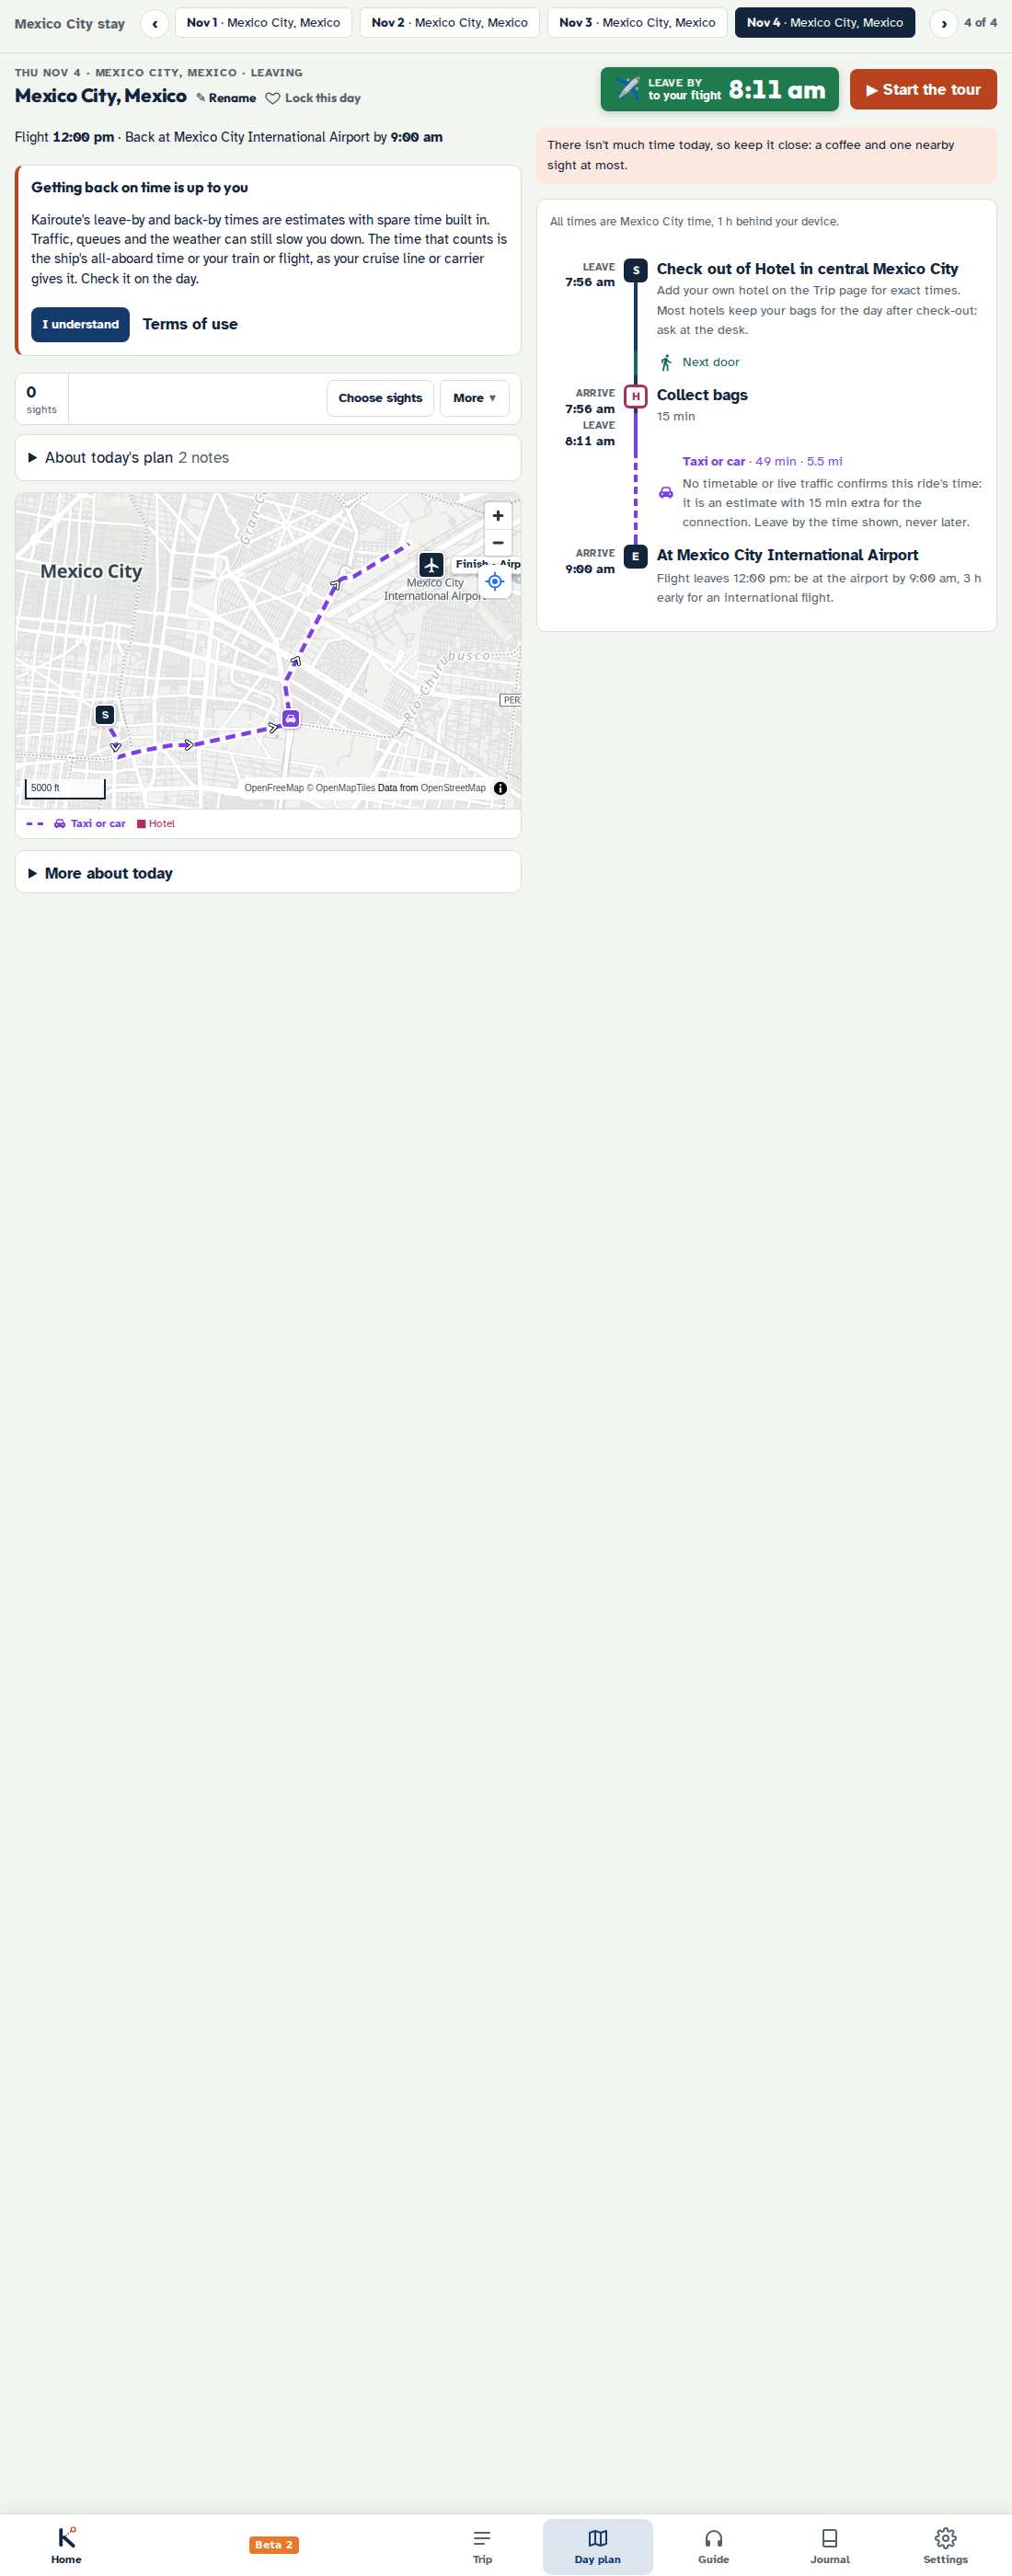 Mexico City stay
‹
Nov 1 · Mexico City, Mexico
Nov 2 · Mexico City, Mexico
Nov 3 · Mexico City, Mexico
Nov 4 · Mexico City, Mexico
›
4 of 4
THU NOV 4 · MEXICO CITY, MEXICO · LEAVING
Mexico City, Mexico
✎ Rename
Lock this day
LEAVE BY
to your flight
8:11 am
▶ Start the tour
Flight 12:00 pm · Back at Mexico City International Airport by 9:00 am
Getting back on time is up to you
Kairoute's leave-by and back-by times are estimates with spare time built in.
Traffic, queues and the weather can still slow you down. The time that counts is
the ship's all-aboard time or your train or flight, as your cruise line or carrier
gives it. Check it on the day.
I understand
Terms of use
0
sights
Choose sights
More ▼
▶ About today's plan 2 notes
Gran C
Mexico City
+
−
Finish · Airp
Mexico City
International Airport
Río Churubusco
PER
S
5000 ft
OpenFreeMap © OpenMapTiles Data from OpenStreetMap
Taxi or car
Hotel
▶ More about today
There isn't much time today, so keep it close: a coffee and one nearby
sight at most.
All times are Mexico City time, 1 h behind your device.
LEAVE
7:56 am
S
Check out of Hotel in central Mexico City
Add your own hotel on the Trip page for exact times.
Most hotels keep your bags for the day after check-out:
ask at the desk.
Next door
ARRIVE
7:56 am
LEAVE
8:11 am
H
Collect bags
15 min
Taxi or car · 49 min · 5.5 mi
No timetable or live traffic confirms this ride's time:
it is an estimate with 15 min extra for the
connection. Leave by the time shown, never later.
ARRIVE
9:00 am
E
At Mexico City International Airport
Flight leaves 12:00 pm: be at the airport by 9:00 am, 3 h
early for an international flight.
Home
Beta 2
Trip
Day plan
Guide
Journal
Settings